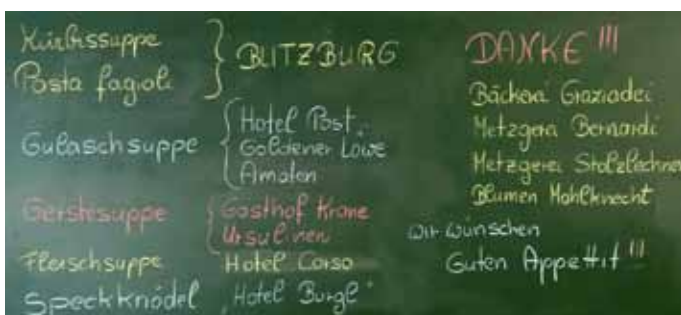 Kürbissuppe
Pasta fagioli
BLITZBURG
Gulaschsuppe
Hotel Post,
Goldener Löwe
Amaten
Gerstesuppe
Gasthof Krone
Ursulinen
Fleischsuppe
Hotel Corso
Speckknödel
"Hotel Burgl"
DANKE !!!
Bäckerei Graziadei
Metzgerei Bernardi
Metzgerei Stolzlechner
Blumen Mahlknecht
Wir wünschen
Guten Appettit !!!